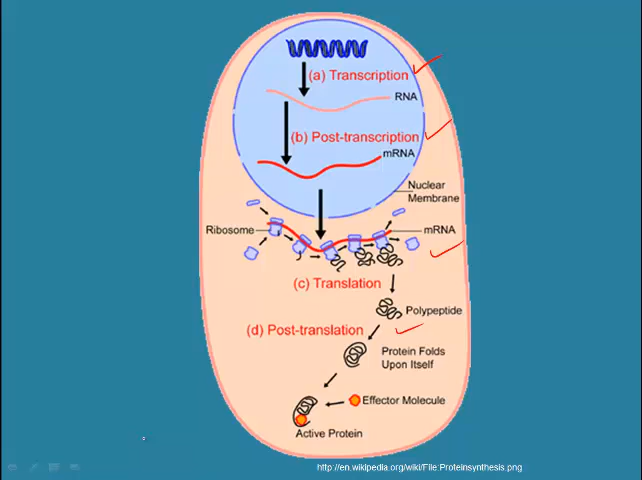 (a) Transcription
RNA
(b) Post-transcription
mRNA
Nuclear
Membrane
Ribosome
mRNA
(c) Translation
Polypeptide
(d) Post-translation
Protein Folds
Upon Itself
Effector Molecule
Active Protein
http://en.wikipedia.org/wiki/File:Proteinsynthesis.png